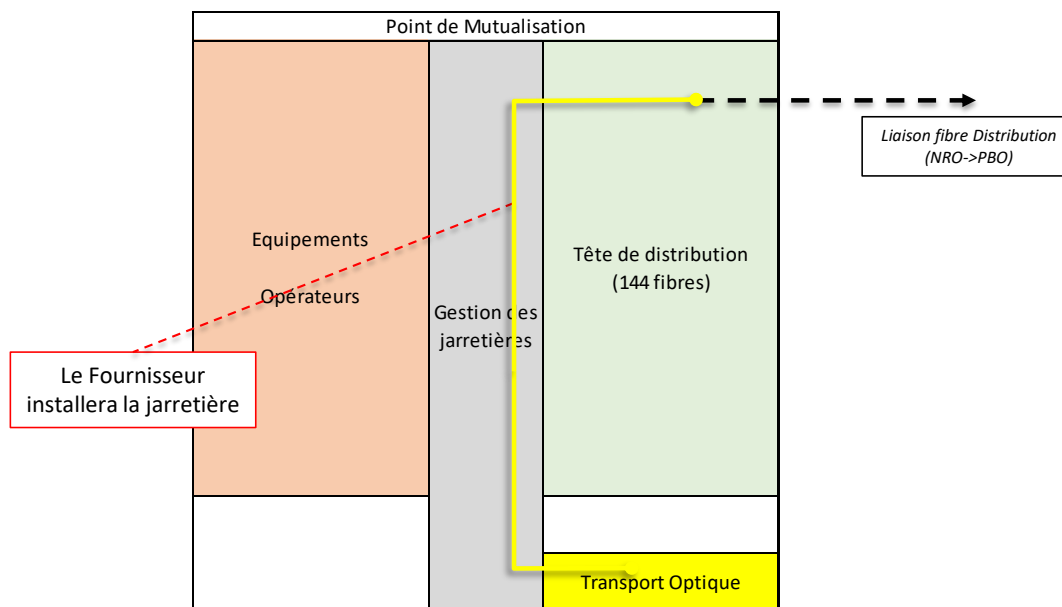 Point de Mutualisation
Equipements
Opérateurs
Gestion des
jarretières
Tête de distribution
(144 fibres)
Liaison fibre Distribution
(NRO->PBO)
Le Fournisseur
installera la jarretière
Transport Optique